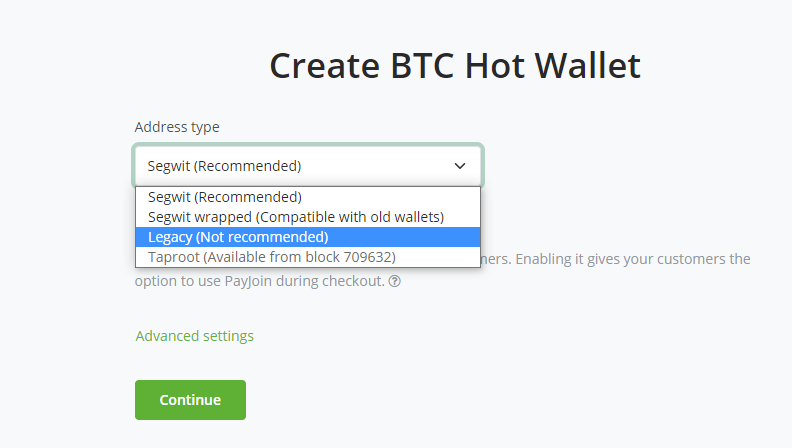 Create BTC Hot Wallet
Address type
Segwit (Recommended)
Segwit (Recommended)
Segwit wrapped (Compatible with old wallets)
Legacy (Not recommended)
Taproot (Available from block 709632)
mers. Enabling it gives your customers the
option to use PayJoin during checkout.
Advanced settings
Continue